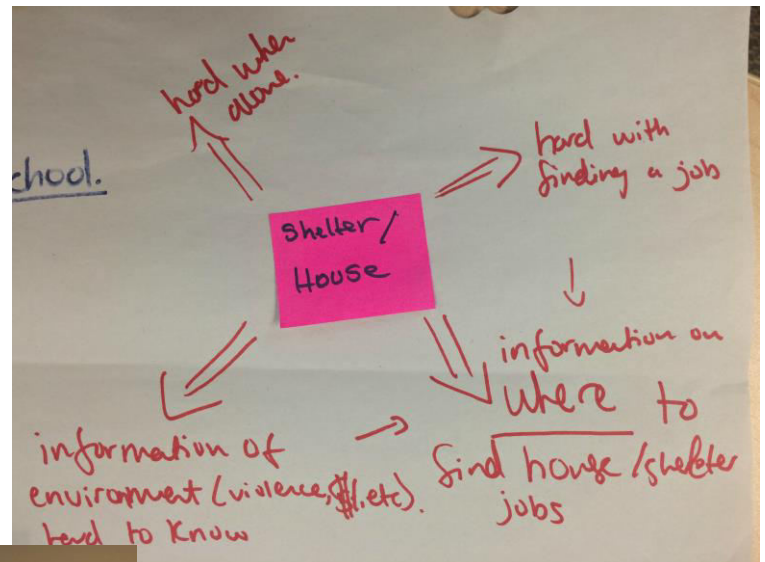 hard when
alone.
chool.
hard with
finding a job
Shelter/
House
information on
where to
find house/shelter
jobs
information of
environment (violence, $, etc).
hard to know